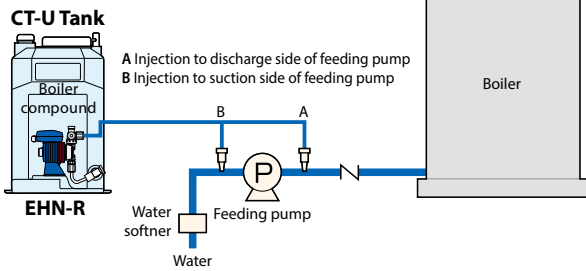 CT-U Tank
A Injection to discharge side of feeding pump
B Injection to suction side of feeding pump
Boiler
compound
Boiler
B
A
P
EHN-R
Water
softner
Feeding pump
Water